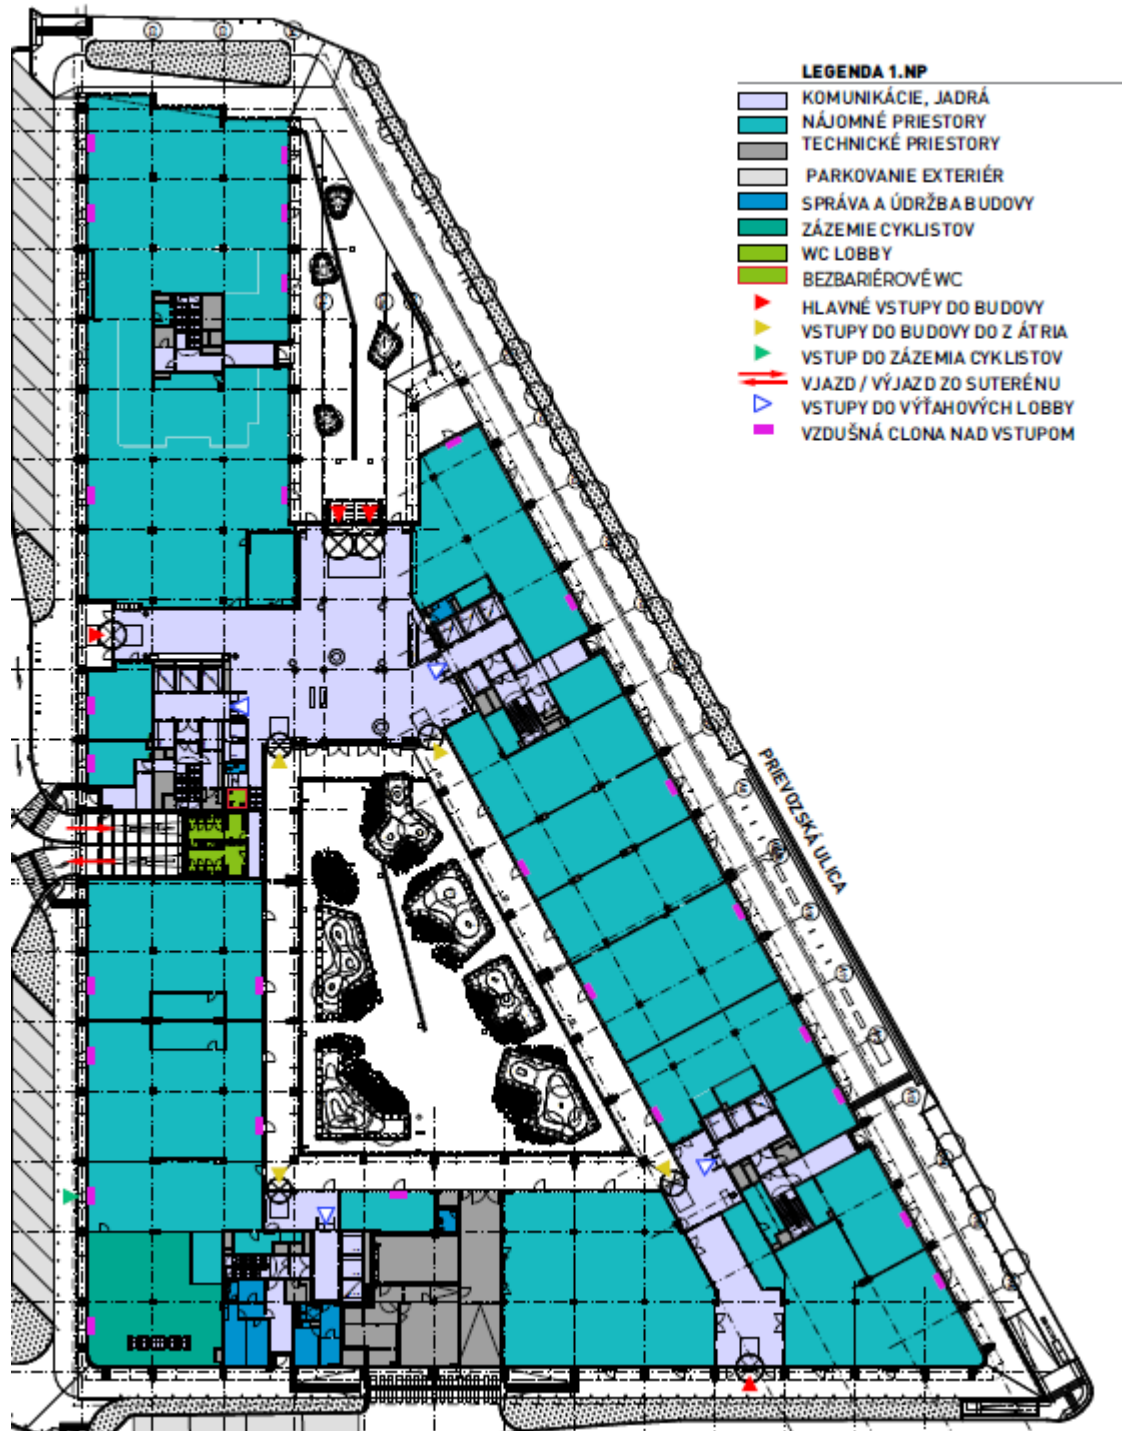 LEGENDA 1.NP
KOMUNIKÁCIE, JADRÁ
NÁJOMNÉ PRIESTORY
TECHNICKÉ PRIESTORY
PARKOVANIE EXTERIÉR
SPRÁVA A ÚDRŽBA BUDOVY
ZÁZEMIE CYKLISTOV
WC LOBBY
BEZBARIÉROVÉ WC
HLAVNÉ VSTUPY DO BUDOVY
VSTUPY DO BUDOVY DO Z ÁTRIA
VSTUP DO ZÁZEMIA CYKLISTOV
VJAZD / VÝJAZD ZO SUTERÉNU
VSTUPY DO VÝŤAHOVÝCH LOBBY
VZDUŠNÁ CLONA NAD VSTUPOM
PRIEVOZSKÁ ULICA